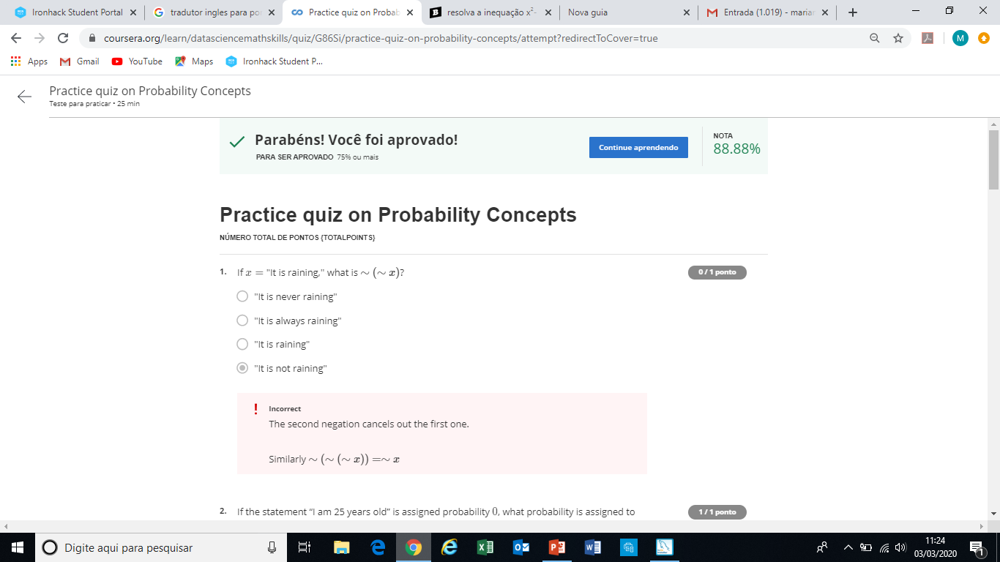 Ironhack Student Portal
tradutor ingles para po
Practice quiz on Probab
resolva a inequação x²-
Nova guia
Entrada (1.019) - mariar
coursera.org/learn/datasciencemathskills/quiz/G86Si/practice-quiz-on-probability-concepts/attempt?redirectToCover=true
M
Apps
Gmail
YouTube
Maps
Ironhack Student P...
Practice quiz on Probability Concepts
Teste para praticar • 25 min
Parabéns! Você foi aprovado!
PARA SER APROVADO 75% ou mais
Continue aprendendo
NOTA
88.88%
Practice quiz on Probability Concepts
NÚMERO TOTAL DE PONTOS {TOTALPOINTS}
1. If x = "It is raining," what is ∼ (∼ x)?
0 / 1 ponto
"It is never raining"
"It is always raining"
"It is raining"
"It is not raining"
! Incorrect
The second negation cancels out the first one.
Similarly ∼ (∼ (∼ x)) =∼ x
2. If the statement “I am 25 years old” is assigned probability 0, what probability is assigned to
1 / 1 ponto
Digite aqui para pesquisar
11:24
03/03/2020
1